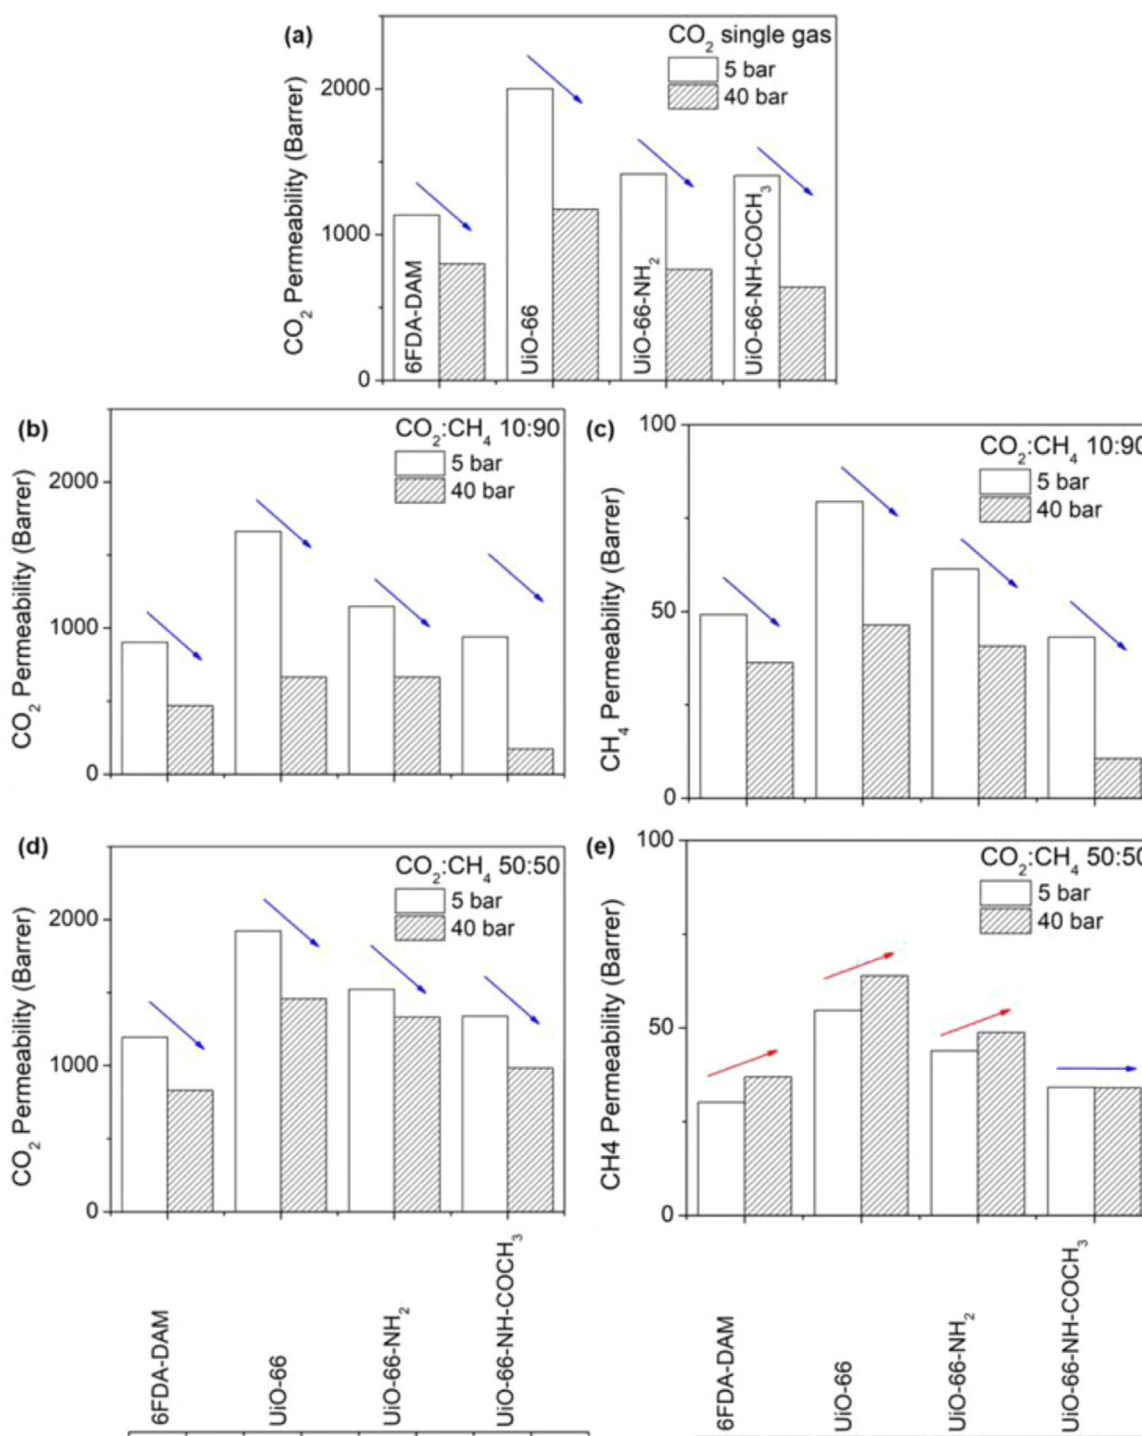 (a)
CO₂ single gas
5 bar
40 bar
CO₂ Permeability (Barrer)
2000
1000
0
6FDA-DAM
UiO-66
UiO-66-NH₂
UiO-66-NH-COCH₃
(b)
CO₂:CH₄ 10:90
5 bar
40 bar
CO₂ Permeability (Barrer)
2000
1000
0
(c)
CO₂:CH₄ 10:90
5 bar
40 bar
CH₄ Permeability (Barrer)
100
50
0
(d)
CO₂:CH₄ 50:50
5 bar
40 bar
CO₂ Permeability (Barrer)
2000
1000
0
6FDA-DAM
UiO-66
UiO-66-NH₂
UiO-66-NH-COCH₃
(e)
CO₂:CH₄ 50:50
5 bar
40 bar
CH4 Permeability (Barrer)
100
50
0
6FDA-DAM
UiO-66
UiO-66-NH₂
UiO-66-NH-COCH₃